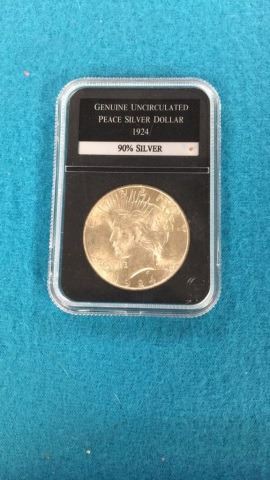 GENUINE UNCIRCULATED
PEACE SILVER DOLLAR
1924
90% SILVER